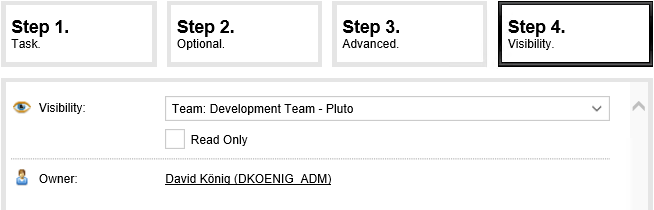 Step 1.
Task.
Step 2.
Optional.
Step 3.
Advanced.
Step 4.
Visibility.
Visibility:
Team: Development Team - Pluto
Read Only
Owner:
David König (DKOENIG_ADM)